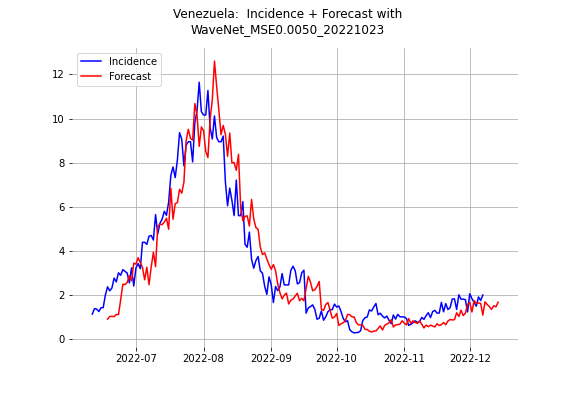 Venezuela:  Incidence + Forecast with
WaveNet_MSE0.0050_20221023
Incidence
Forecast
12
10
8
6
4
2
0
2022-07 2022-08 2022-09 2022-10 2022-11 2022-12